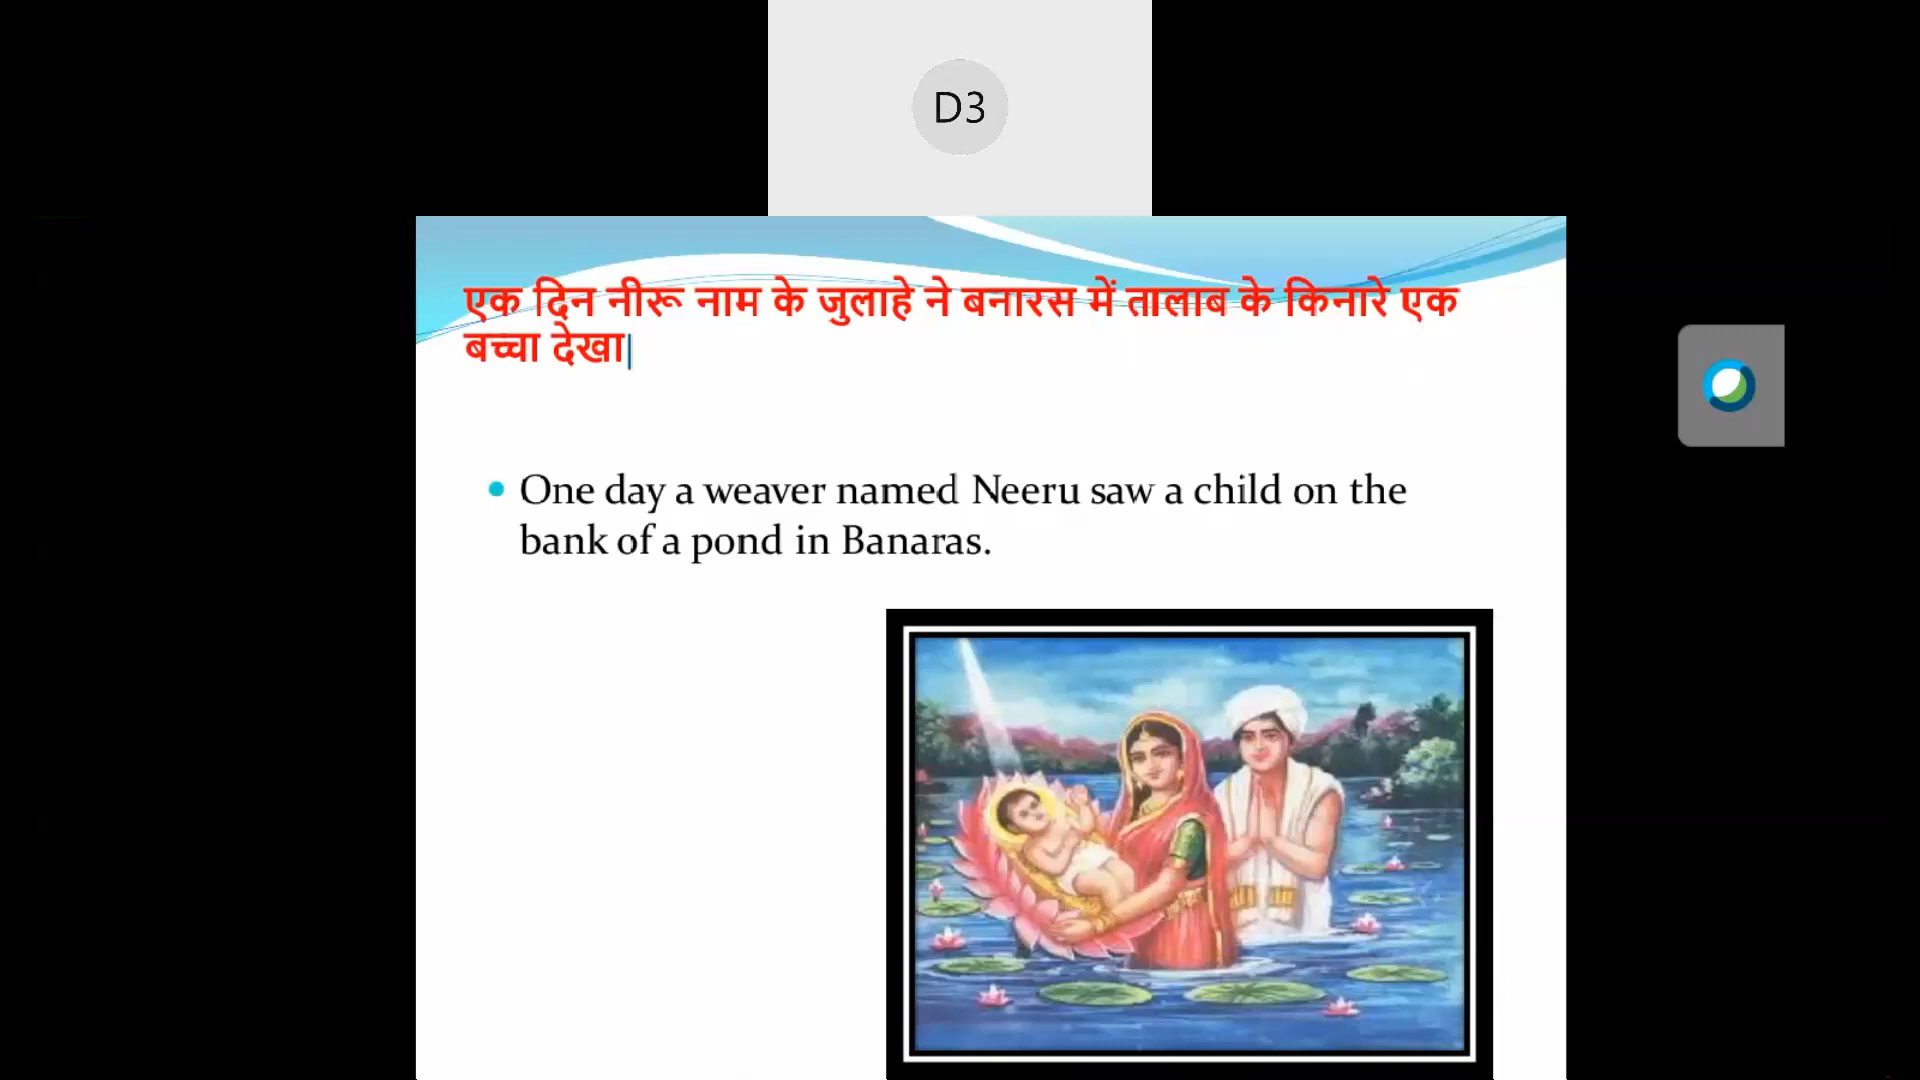 D3
एक दिन नीरू नाम के जुलाहे ने बनारस में तालाब के किनारे एक
बच्चा देखा|
• One day a weaver named Neeru saw a child on the
bank of a pond in Banaras.